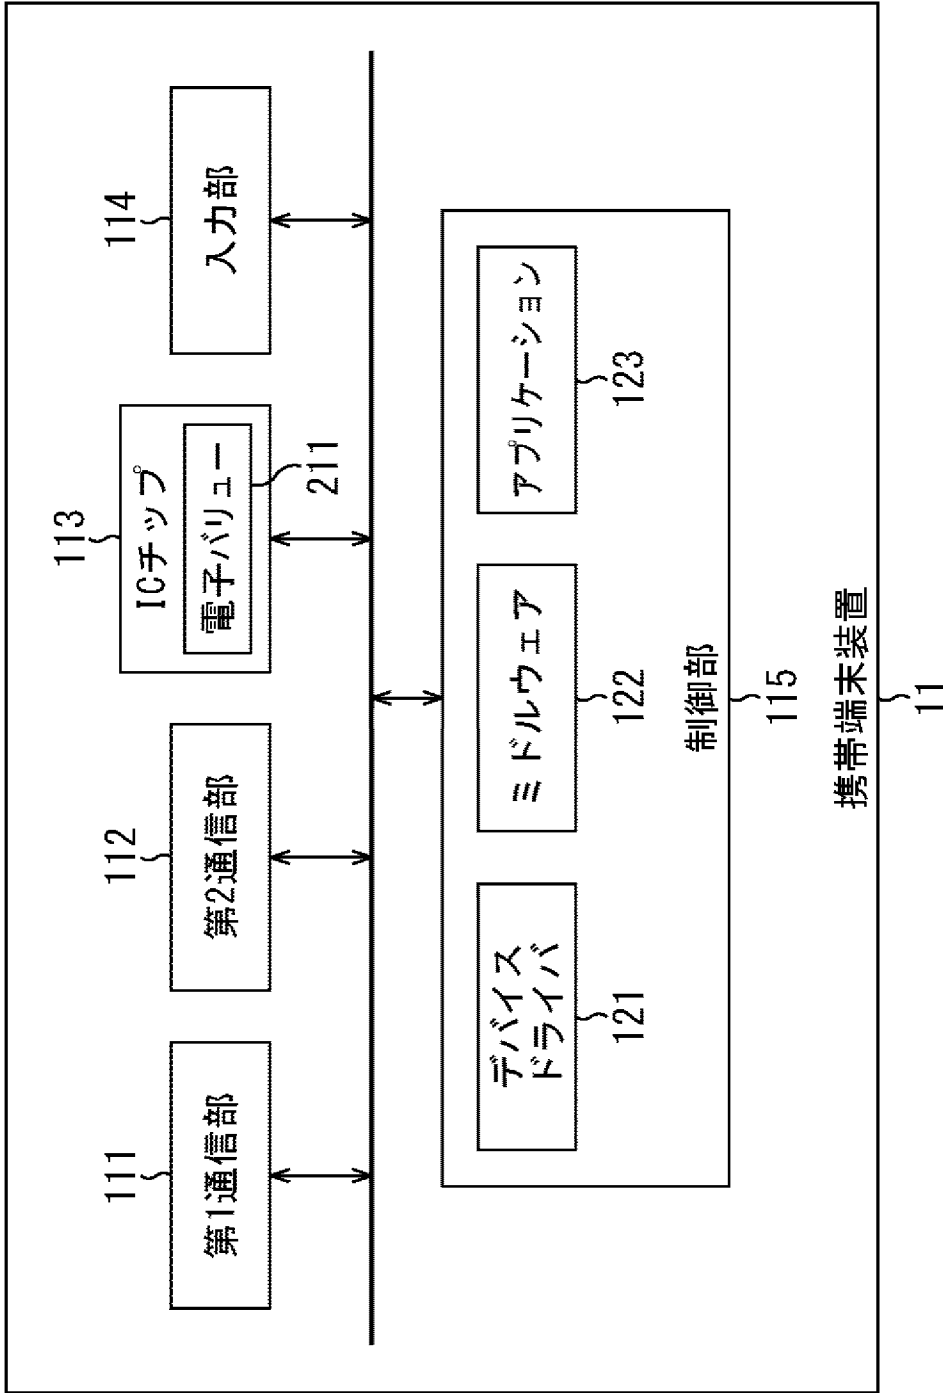 111
第1通信部
112
第2通信部
113
ICチップ
電子バリュー
211
114
入力部
デバイス
ドライバ
121
ミドルウェア
122
アプリケーション
123
制御部
115
携帯端末装置
11